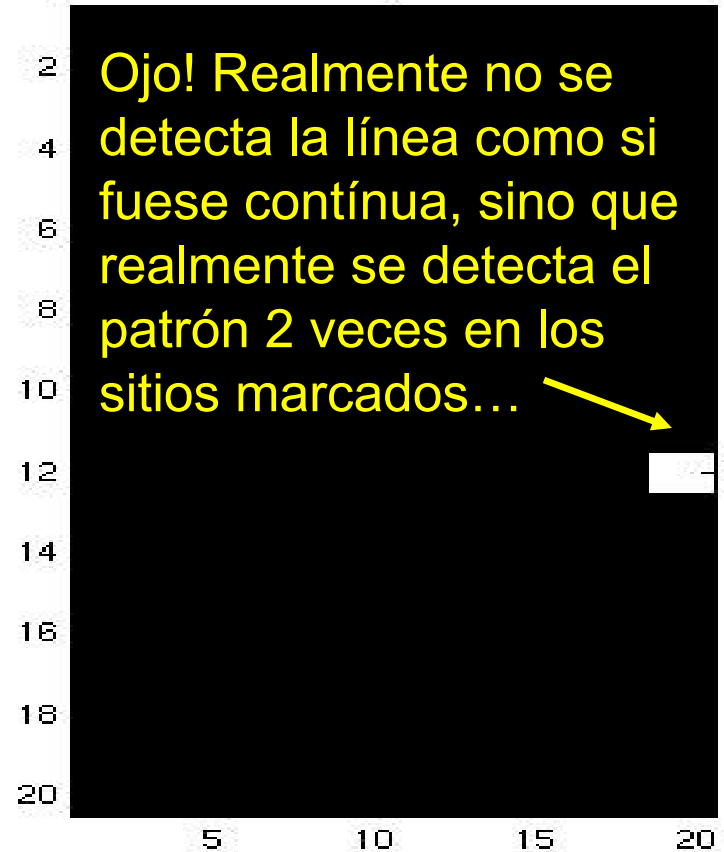 2
4
6
8
10
12
14
16
18
20
Ojo! Realmente no se
detecta la línea como si
fuese contínua, sino que
realmente se detecta el
patrón 2 veces en los
sitios marcados…
5 10 15 20